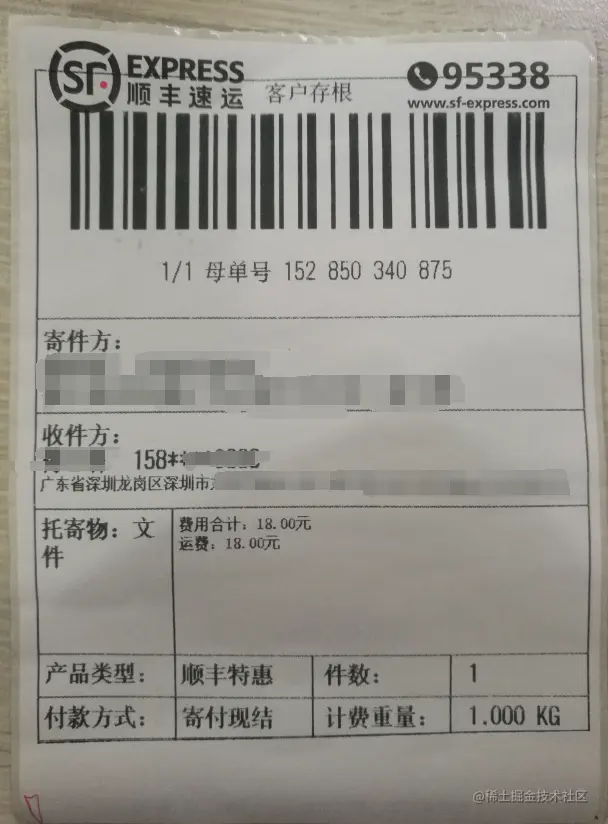 SF EXPRESS
顺丰速运
客户存根
95338
www.sf-express.com
1/1 母单号 152 850 340 875
寄件方：
收件方：
158**
广东省深圳龙岗区深圳市
托寄物：文件
费用合计：18.00元
运费：18.00元
产品类型： 顺丰特惠 件数： 1
付款方式： 寄付现结 计费重量： 1.000 KG
@稀土掘金技术社区